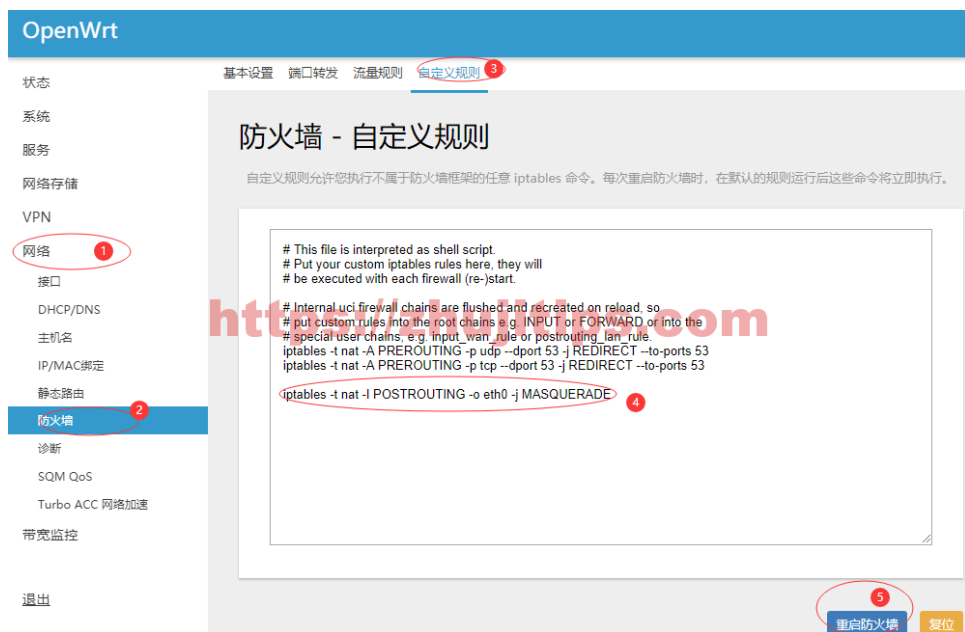 OpenWrt
状态
系统
服务
网络存储
VPN
网络
1
接口
DHCP/DNS
主机名
IP/MAC绑定
静态路由
防火墙
2
诊断
SQM QoS
Turbo ACC 网络加速
带宽监控
退出
基本设置 端口转发 流量规则 自定义规则 3
防火墙 - 自定义规则
自定义规则允许您执行不属于防火墙框架的任意 iptables 命令。每次重启防火墙时，在默认的规则运行后这些命令将立即执行。
# This file is interpreted as shell script.
# Put your custom iptables rules here, they will
# be executed with each firewall (re-)start.
# Internal uci firewall chains are flushed and recreated on reload, so
# put custom rules into the root chains e.g. INPUT or FORWARD or into the
# special user chains, e.g. input_wan_rule or postrouting_lan_rule.
iptables -t nat -A PREROUTING -p udp --dport 53 -j REDIRECT --to-ports 53
iptables -t nat -A PREROUTING -p tcp --dport 53 -j REDIRECT --to-ports 53
iptables -t nat -I POSTROUTING -o eth0 -j MASQUERADE
4
https://zhujitips.com
5
重启防火墙 复位